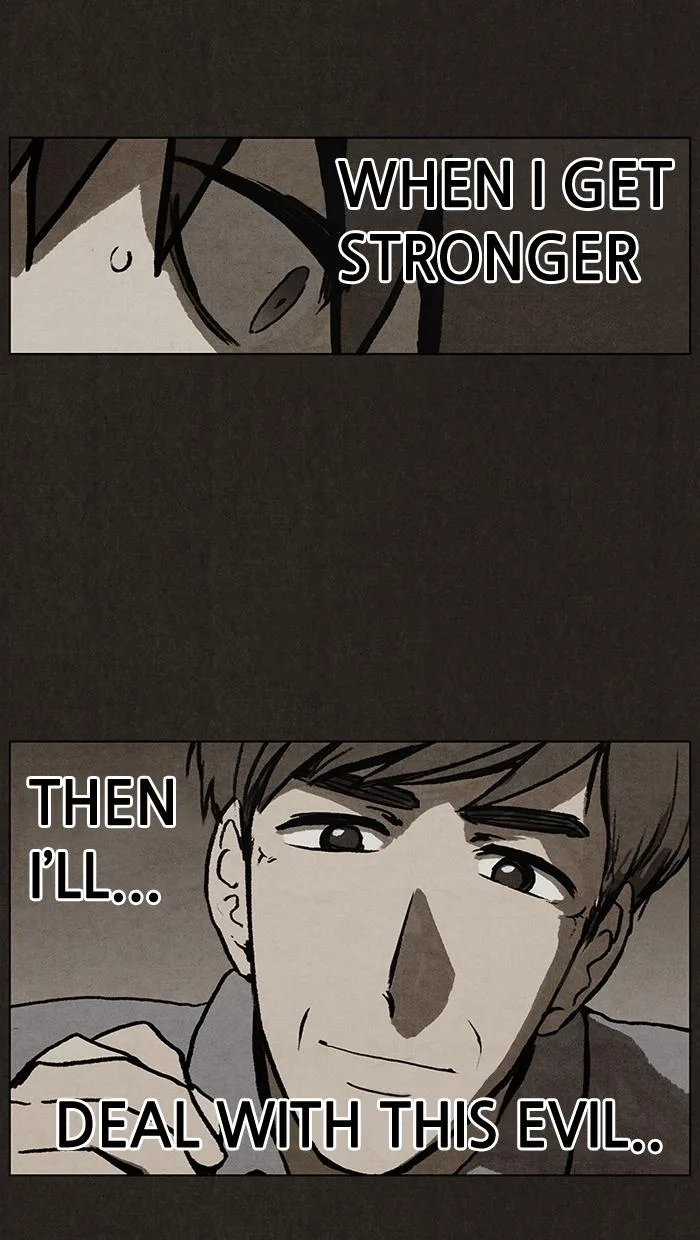 WHEN I GET
STRONGER
THEN
I'LL...
DEAL WITH THIS EVIL..